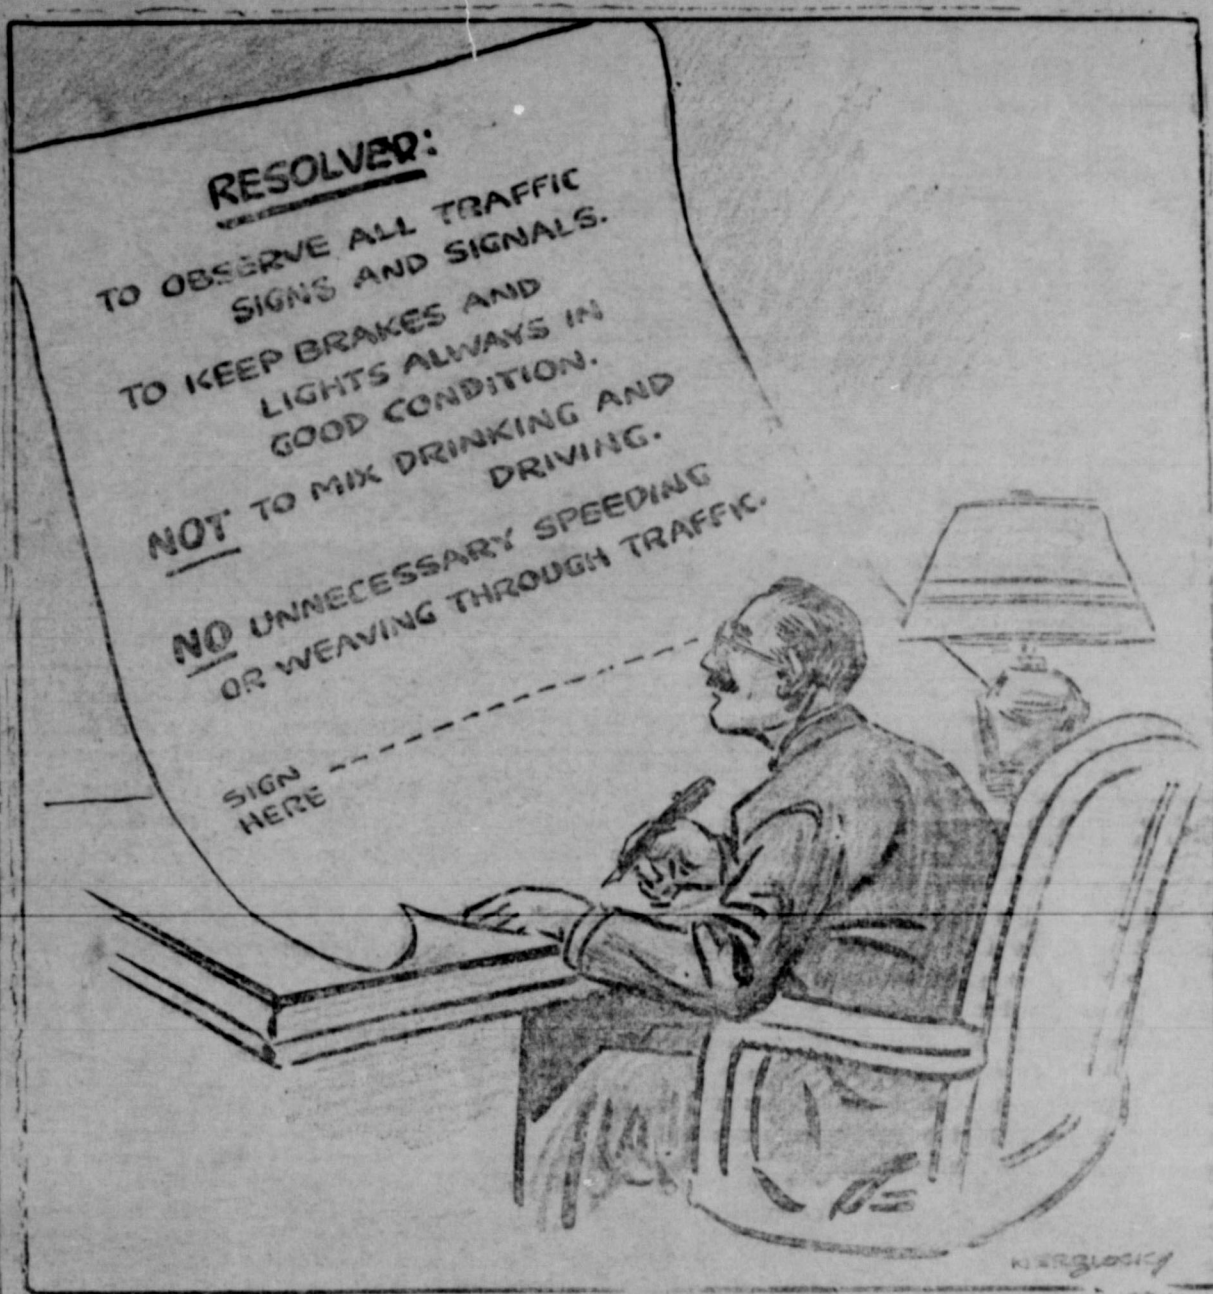 RESOLVED:
TO OBSERVE ALL TRAFFIC
SIGNS AND SIGNALS.
TO KEEP BRAKES AND
LIGHTS ALWAYS IN
GOOD CONDITION.
NOT TO MIX DRINKING AND
DRIVING.
NO UNNECESSARY SPEEDING
OR WEAVING THROUGH TRAFFIC.
SIGN
HERE
HERBLOCK